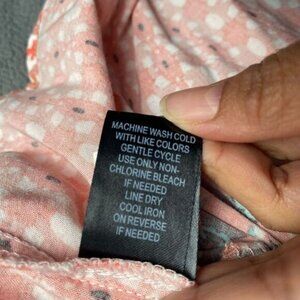 MACHINE WASH COLD
WITH LIKE COLORS
GENTLE CYCLE
USE ONLY NON-
CHLORINE BLEACH
IF NEEDED
LINE DRY
COOL IRON
ON REVERSE
IF NEEDED